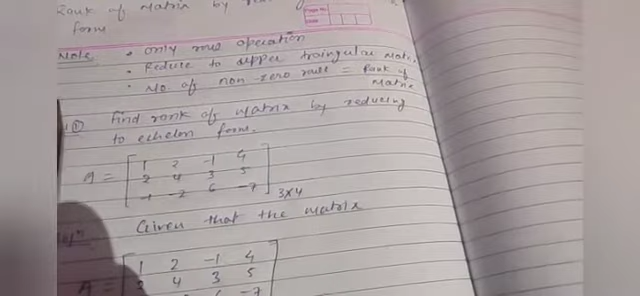 Rank of Matrix by
form
Note • only row operation
• Reduce to upper traingular
• No. of non-zero rows = Rank of Matrix
① Find rank of Matrix by reducing
to echelon form.
A = [ 1 2 -1 4
2 4 3 5
-1 -2 6 -7 ] 3×4
Given that the matrix
A = [ 1 2 -1 4
2 4 3 5
-7